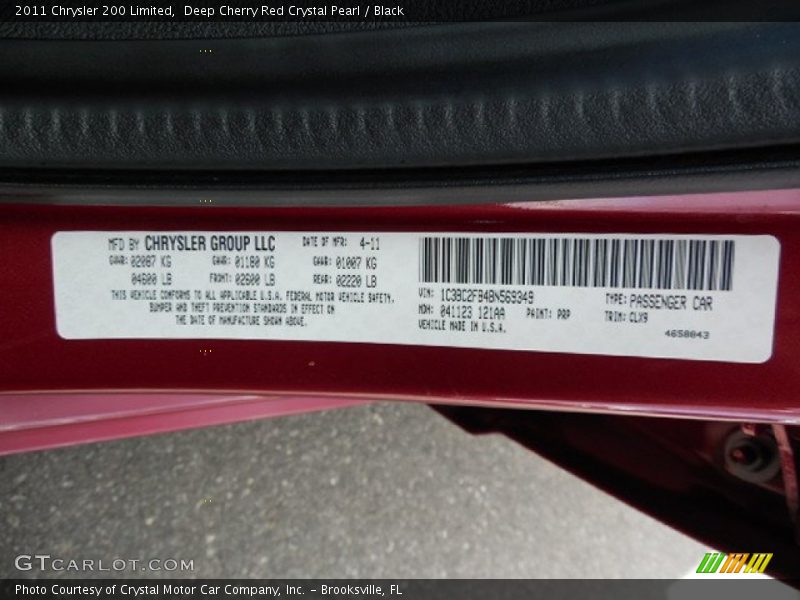 2011 Chrysler 200 Limited,  Deep Cherry Red Crystal Pearl / Black
MFD BY CHRYSLER GROUP LLC DATE OF MFR: 4-11
GVWR: 02087 KG GAWR: 01180 KG GAWR: 01007 KG
04600 LB FRONT: 02600 LB REAR: 02220 LB
THIS VEHICLE CONFORMS TO ALL APPLICABLE U.S.A. FEDERAL MOTOR VEHICLE SAFETY,
BUMPER AND THEFT PREVENTION STANDARDS IN EFFECT ON
THE DATE OF MANUFACTURE SHOWN ABOVE.
VIN: 1C3BC2FB4BN569349 TYPE: PASSENGER CAR
MDH: 041123 121AA PAINT: PRP TRIM: CLX9
VEHICLE MADE IN U.S.A. 4658043
GTCARLOT.COM
Photo Courtesy of Crystal Motor Car Company, Inc. – Brooksville, FL